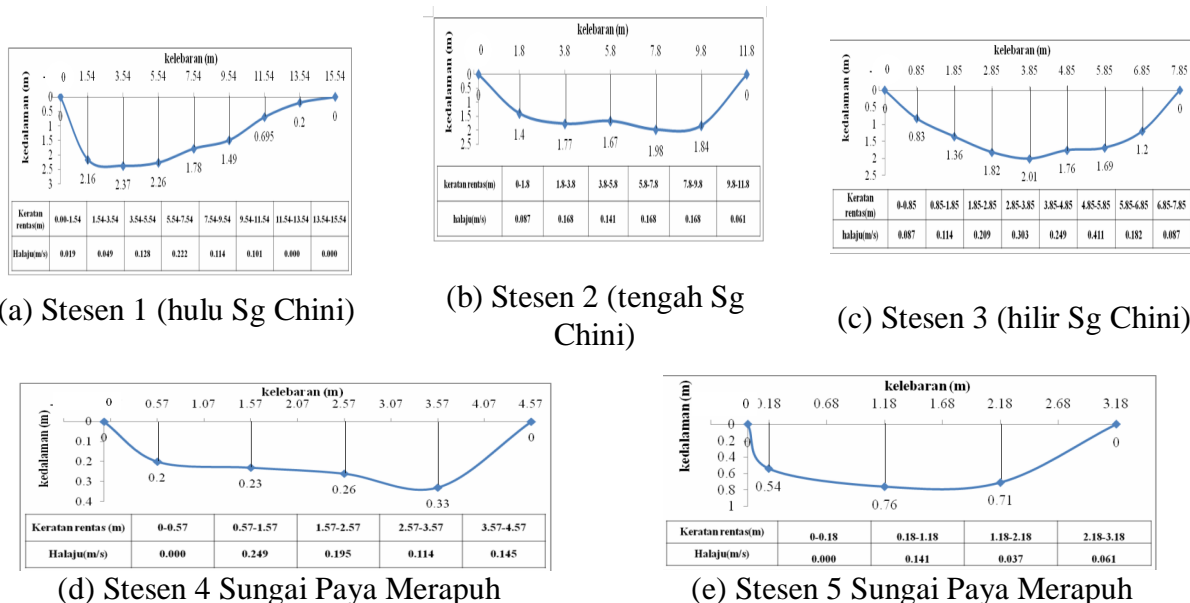 kelebaran (m)
0 1.54 3.54 5.54 7.54 9.54 11.54 13.54 15.54
kedalaman (m)
0
0.5
1
1.5
2
2.5
3
0 2.16 2.37 2.26 1.78 1.49 0.695 0.2 0
Keratan rentas(m) 0.00-1.54 1.54-3.54 3.54-5.54 5.54-7.54 7.54-9.54 9.54-11.54 11.54-13.54 13.54-15.54
Halaju(m/s) 0.019 0.049 0.128 0.222 0.114 0.101 0.000 0.000
(a) Stesen 1 (hulu Sg Chini)
kelebaran (m)
0 1.8 3.8 5.8 7.8 9.8 11.8
kedalaman (m)
0
0.5
1
1.5
2
2.5
0 1.4 1.77 1.67 1.98 1.84 0
keratan rentas(m) 0-1.8 1.8-3.8 3.8-5.8 5.8-7.8 7.8-9.8 9.8-11.8
halaju(m/s) 0.087 0.168 0.141 0.168 0.168 0.061
(b) Stesen 2 (tengah Sg
Chini)
kelebaran (m)
0 0.85 1.85 2.85 3.85 4.85 5.85 6.85 7.85
kedalaman (m)
0
0.5
1
1.5
2
2.5
0 0.83 1.36 1.82 2.01 1.76 1.69 1.2 0
Keratan rentas(m) 0-0.85 0.85-1.85 1.85-2.85 2.85-3.85 3.85-4.85 4.85-5.85 5.85-6.85 6.85-7.85
halaju(m/s) 0.087 0.114 0.209 0.303 0.249 0.411 0.182 0.087
(c) Stesen 3 (hilir Sg Chini)
kelebaran (m)
0 0.57 1.07 1.57 2.07 2.57 3.07 3.57 4.07 4.57
kedalaman (m)
0
0.1
0.2
0.3
0.4
0 0.2 0.23 0.26 0.33 0
Keratan rentas (m) 0-0.57 0.57-1.57 1.57-2.57 2.57-3.57 3.57-4.57
Halaju(m/s) 0.000 0.249 0.195 0.114 0.145
(d) Stesen 4 Sungai Paya Merapuh
kelebaran (m)
0 0.18 0.68 1.18 1.68 2.18 2.68 3.18
kedalaman (m)
0
0.2
0.4
0.6
0.8
1
0 0.54 0.76 0.71 0
Keratan rentas(m) 0-0.18 0.18-1.18 1.18-2.18 2.18-3.18
Halaju(m/s) 0.000 0.141 0.037 0.061
(e) Stesen 5 Sungai Paya Merapuh